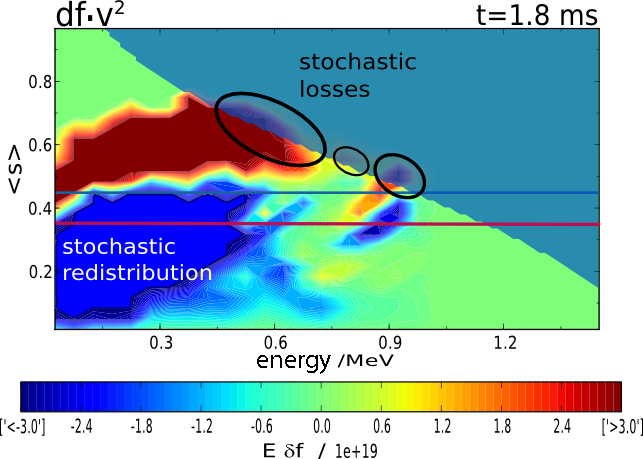 df·v²
t=1.8 ms
stochastic
losses
0.8
0.6
0.4
0.2
<s>
stochastic
redistribution
0.3 0.6 0.9 1.2
energy /MeV
['<-3.0'] -2.4 -1.8 -1.2 -0.6 0.0 0.6 1.2 1.8 2.4 ['>3.0']
E δf / 1e+19